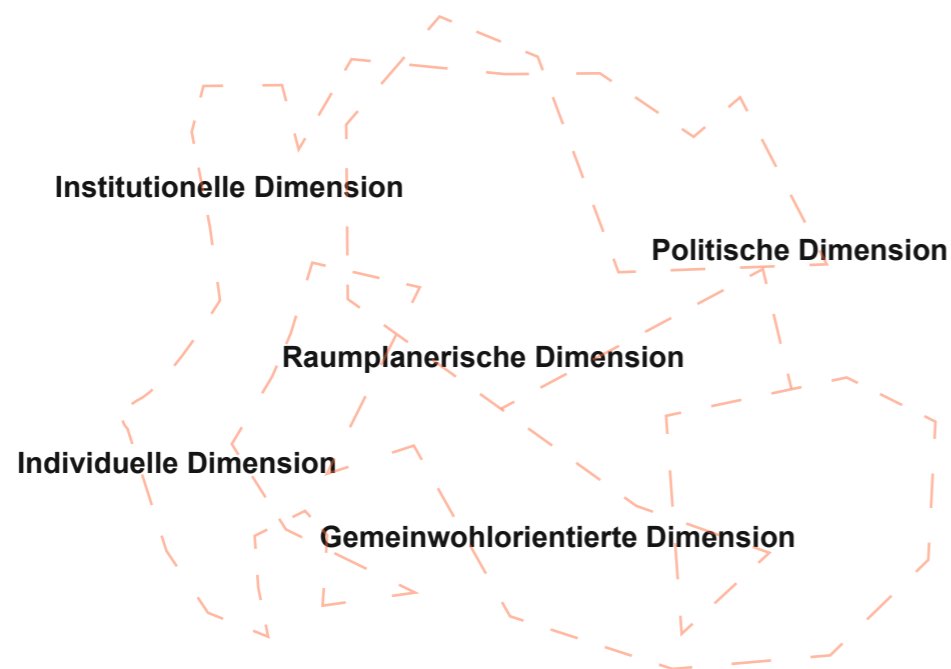 Institutionelle Dimension
Politische Dimension
Raumplanerische Dimension
Individuelle Dimension
Gemeinwohlorientierte Dimension